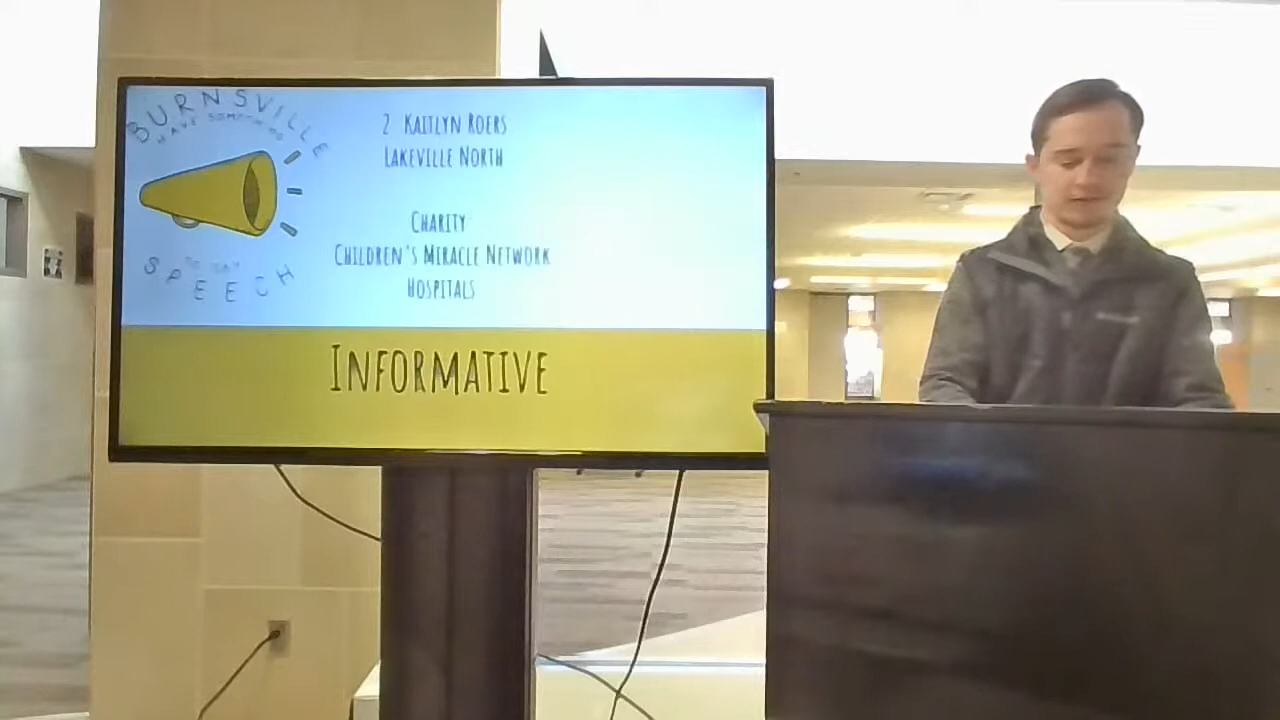 BURNSVILLE
HAVE SOMETHING
TO SAY
SPEECH
2 KAITLYN ROERS
LAKEVILLE NORTH
CHARITY
CHILDREN'S MIRACLE NETWORK
HOSPITALS
INFORMATIVE